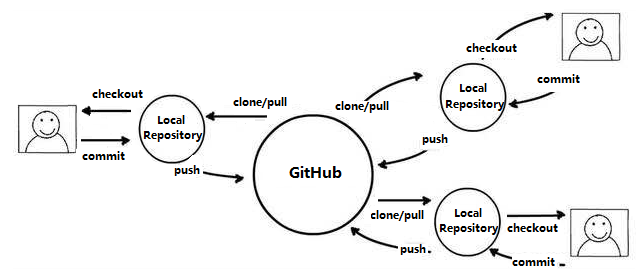 checkout
commit
Local
Repository
clone/pull
push
GitHub
clone/pull
push
Local
Repository
checkout
commit
clone/pull
push.
Local
Repository
checkout
commit